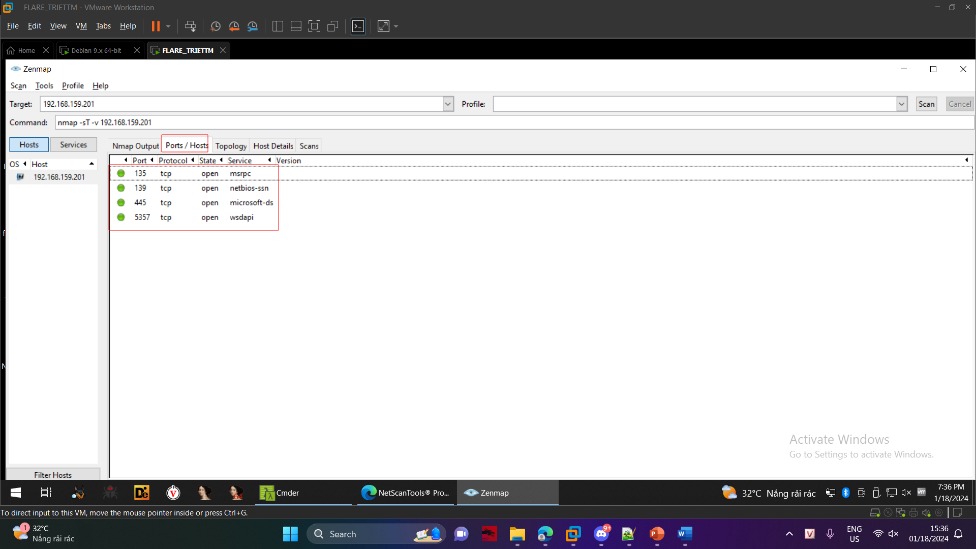 FLARE_TRIETTM - VMware Workstation
File Edit View VM Tabs Help
Home Debian 9.x 64-bit FLARE_TRIETTM
Zenmap
Scan Tools Profile Help
Target: 192.168.159.201 Profile: Scan Cancel
Command: nmap -sT -v 192.168.159.201
Hosts Services Nmap Output Ports / Hosts Topology Host Details Scans
OS Host Port Protocol State Service Version
192.168.159.201
135 tcp open msrpc
139 tcp open netbios-ssn
445 tcp open microsoft-ds
5357 tcp open wsdapi
Activate Windows
Go to Settings to activate Windows.
Filter Hosts
Cmder NetScanTools® Pro... Zenmap 32°C Nắng rải rác 7:36 PM
1/18/2024
To direct input to this VM, move the mouse pointer inside or press Ctrl+G.
32°C
Nắng rải rác
Search
ENG
US
15:36
01/18/2024